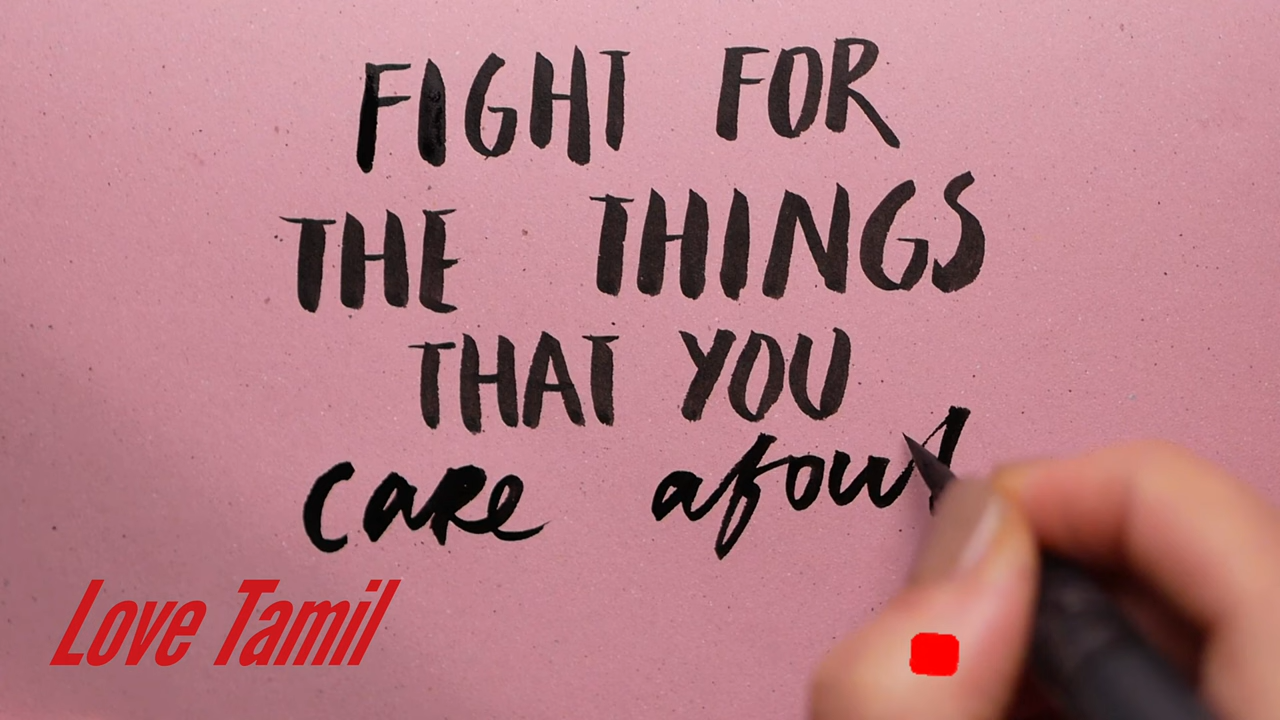 FIGHT FOR
THE THINGS
THAT YOU
care about
Love Tamil